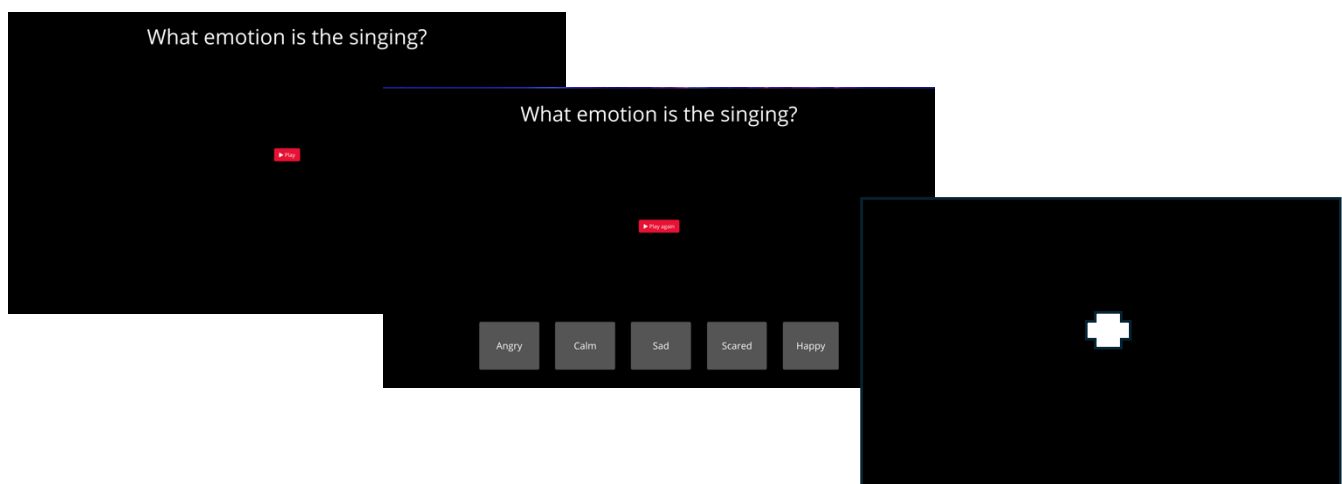 What emotion is the singing?
▶ Play
What emotion is the singing?
▶ Play again
Angry Calm Sad Scared Happy